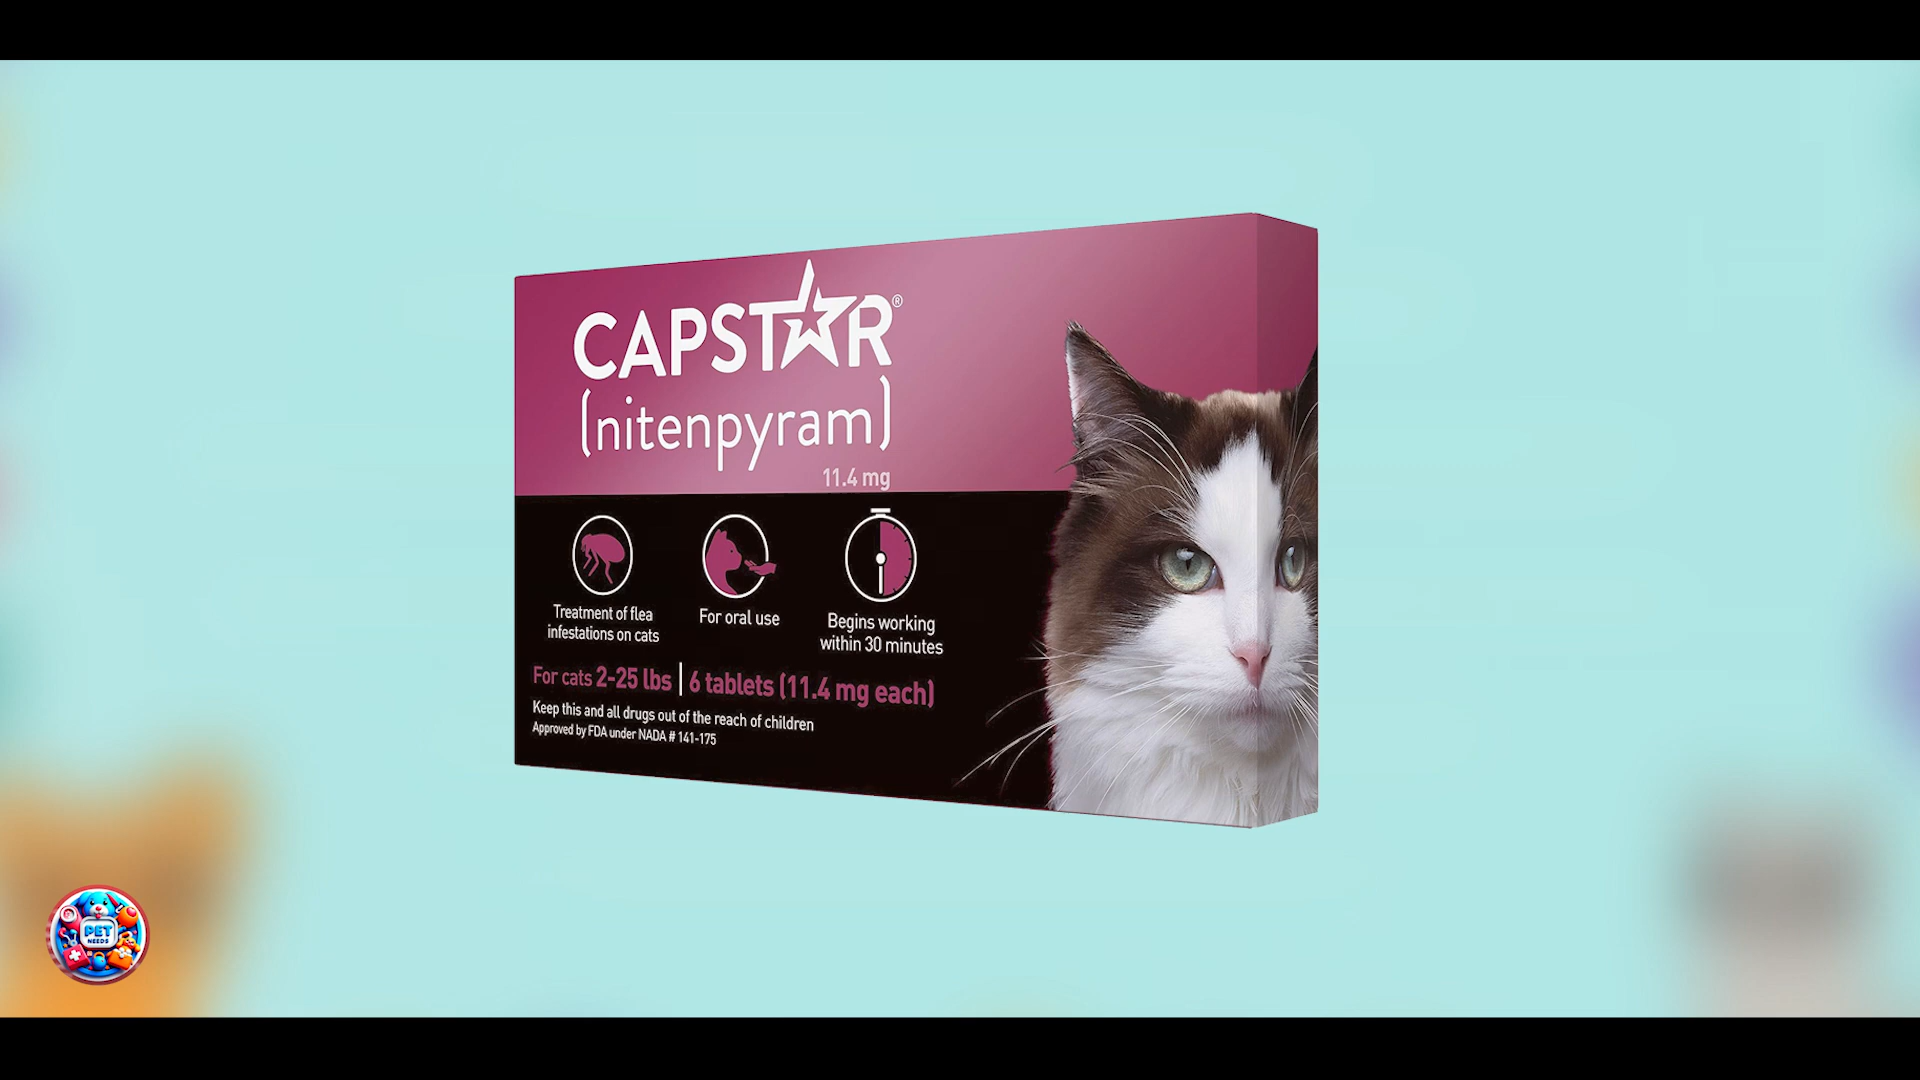 CAPSTAR®
(nitenpyram)
11.4 mg
Treatment of flea
infestations on cats
For oral use
Begins working
within 30 minutes
For cats 2-25 lbs | 6 tablets (11.4 mg each)
Keep this and all drugs out of the reach of children
Approved by FDA under NADA # 141-175
PET
NEEDS